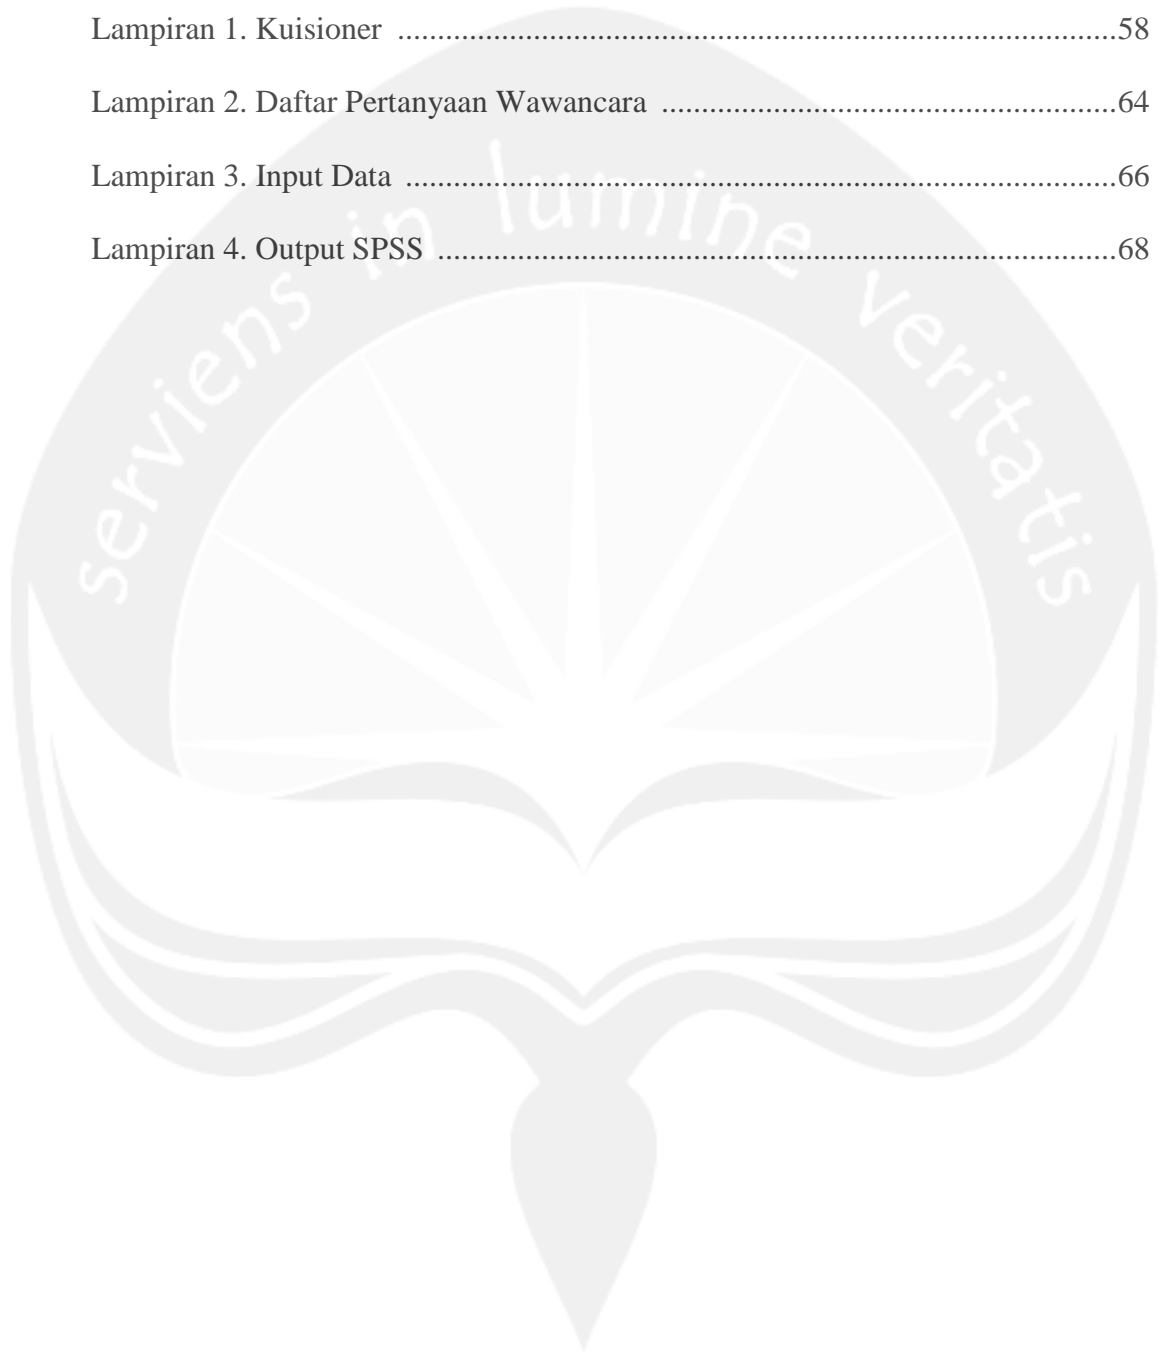 Lampiran 1. Kuisioner ..........................................................................................58
Lampiran 2. Daftar Pertanyaan Wawancara .........................................................64
Lampiran 3. Input Data .........................................................................................66
Lampiran 4. Output SPSS .....................................................................................68
serviens in lumine veritatis